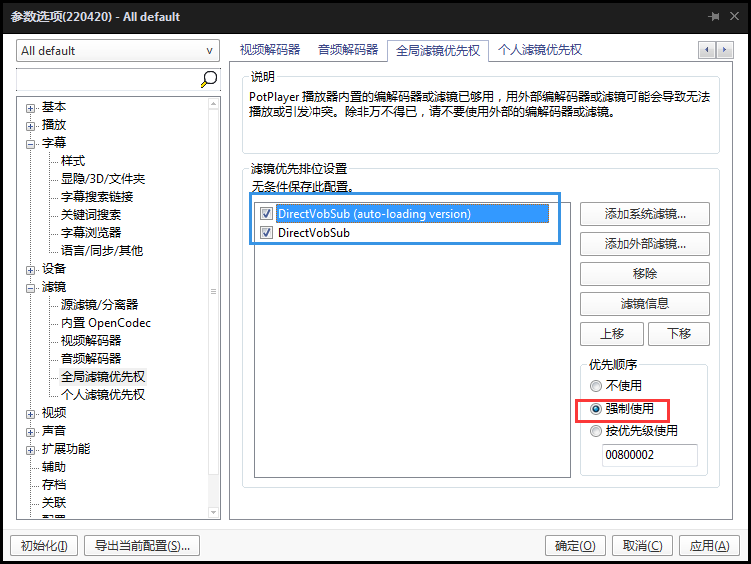 参数选项(220420) - All default
All default
基本
播放
字幕
样式
显隐/3D/文件夹
字幕搜索链接
关键词搜索
字幕浏览器
语言/同步/其他
设备
滤镜
源滤镜/分离器
内置 OpenCodec
视频解码器
音频解码器
全局滤镜优先权
个人滤镜优先权
视频
声音
扩展功能
辅助
存档
关联
配置
视频解码器 音频解码器 全局滤镜优先权 个人滤镜优先权
说明
PotPlayer 播放器内置的编解码器或滤镜已够用，用外部编解码器或滤镜可能会导致无法
播放或引发冲突。除非万不得已，请不要使用外部的编解码器或滤镜。
滤镜优先排位设置
无条件保存此配置。
DirectVobSub (auto-loading version)
DirectVobSub
添加系统滤镜...
添加外部滤镜...
移除
滤镜信息
上移 下移
优先顺序
不使用
强制使用
按优先级使用
00800002
初始化(I) 导出当前配置(S)... 确定(O) 取消(C) 应用(A)